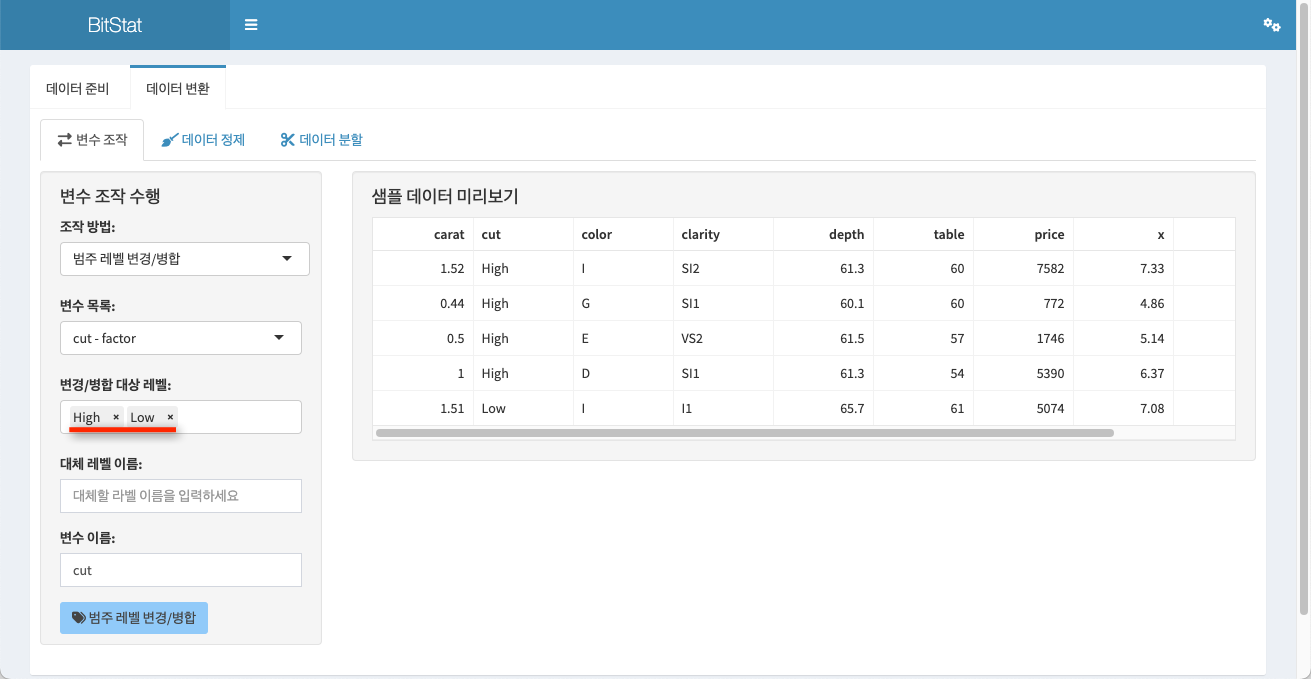 BitStat
데이터 준비 데이터 변환
변수 조작 데이터 정제 데이터 분할
변수 조작 수행
조작 방법:
범주 레벨 변경/병합
변수 목록:
cut - factor
변경/병합 대상 레벨:
High × Low ×
대체 레벨 이름:
대체할 라벨 이름을 입력하세요
변수 이름:
cut
범주 레벨 변경/병합
샘플 데이터 미리보기
carat cut color clarity depth table price x
1.52 High I SI2 61.3 60 7582 7.33
0.44 High G SI1 60.1 60 772 4.86
0.5 High E VS2 61.5 57 1746 5.14
1 High D SI1 61.3 54 5390 6.37
1.51 Low I I1 65.7 61 5074 7.08